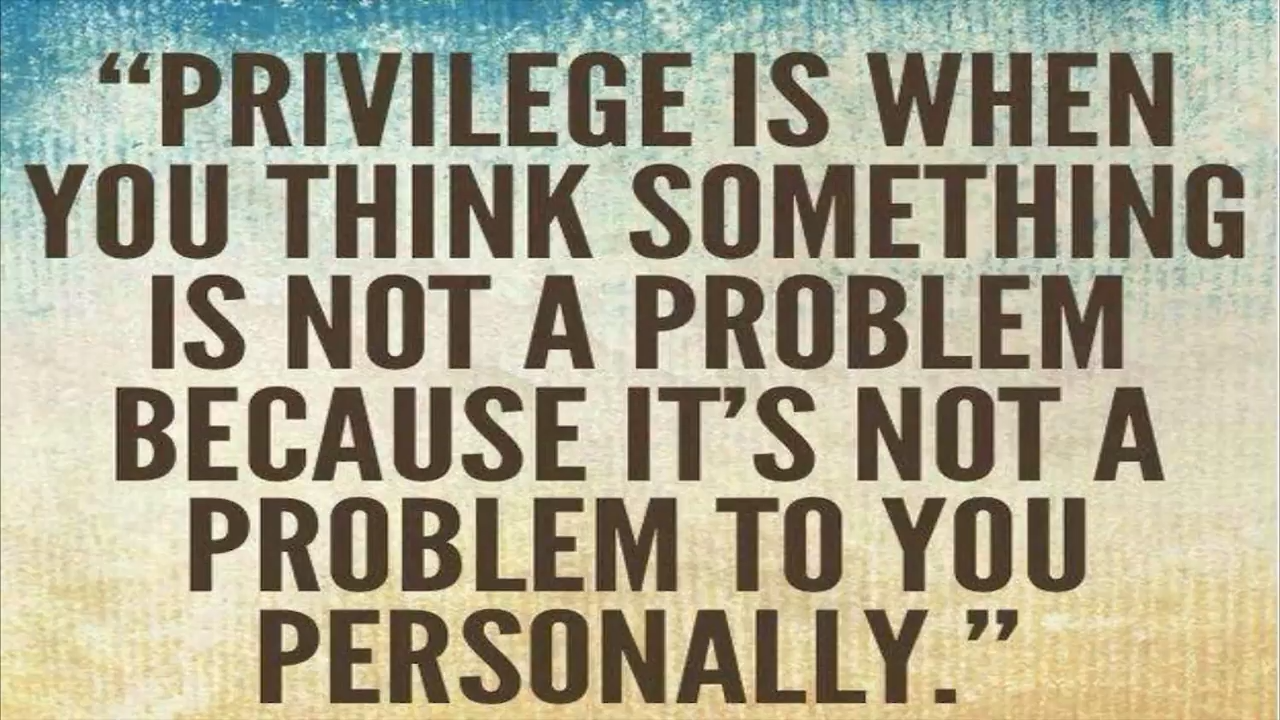 “PRIVILEGE IS WHEN
YOU THINK SOMETHING
IS NOT A PROBLEM
BECAUSE IT’S NOT A
PROBLEM TO YOU
PERSONALLY.”